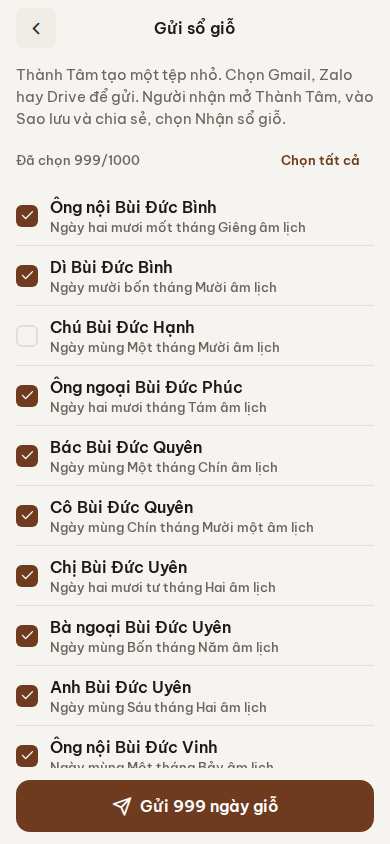 Gửi sổ giỗ
Thành Tâm tạo một tệp nhỏ. Chọn Gmail, Zalo
hay Drive để gửi. Người nhận mở Thành Tâm, vào
Sao lưu và chia sẻ, chọn Nhận sổ giỗ.
Đã chọn 999/1000
Chọn tất cả
Ông nội Bùi Đức Bình
Ngày hai mươi mốt tháng Giêng âm lịch
Dì Bùi Đức Bình
Ngày mười bốn tháng Mười âm lịch
Chú Bùi Đức Hạnh
Ngày mùng Một tháng Mười âm lịch
Ông ngoại Bùi Đức Phúc
Ngày hai mươi tháng Tám âm lịch
Bác Bùi Đức Quyên
Ngày mùng Một tháng Chín âm lịch
Cô Bùi Đức Quyên
Ngày mùng Chín tháng Mười một âm lịch
Chị Bùi Đức Uyên
Ngày hai mươi tư tháng Hai âm lịch
Bà ngoại Bùi Đức Uyên
Ngày mùng Bốn tháng Năm âm lịch
Anh Bùi Đức Uyên
Ngày mùng Sáu tháng Hai âm lịch
Ông nội Bùi Đức Vinh
Ngày mùng Một tháng Bảy âm lịch
Gửi 999 ngày giỗ